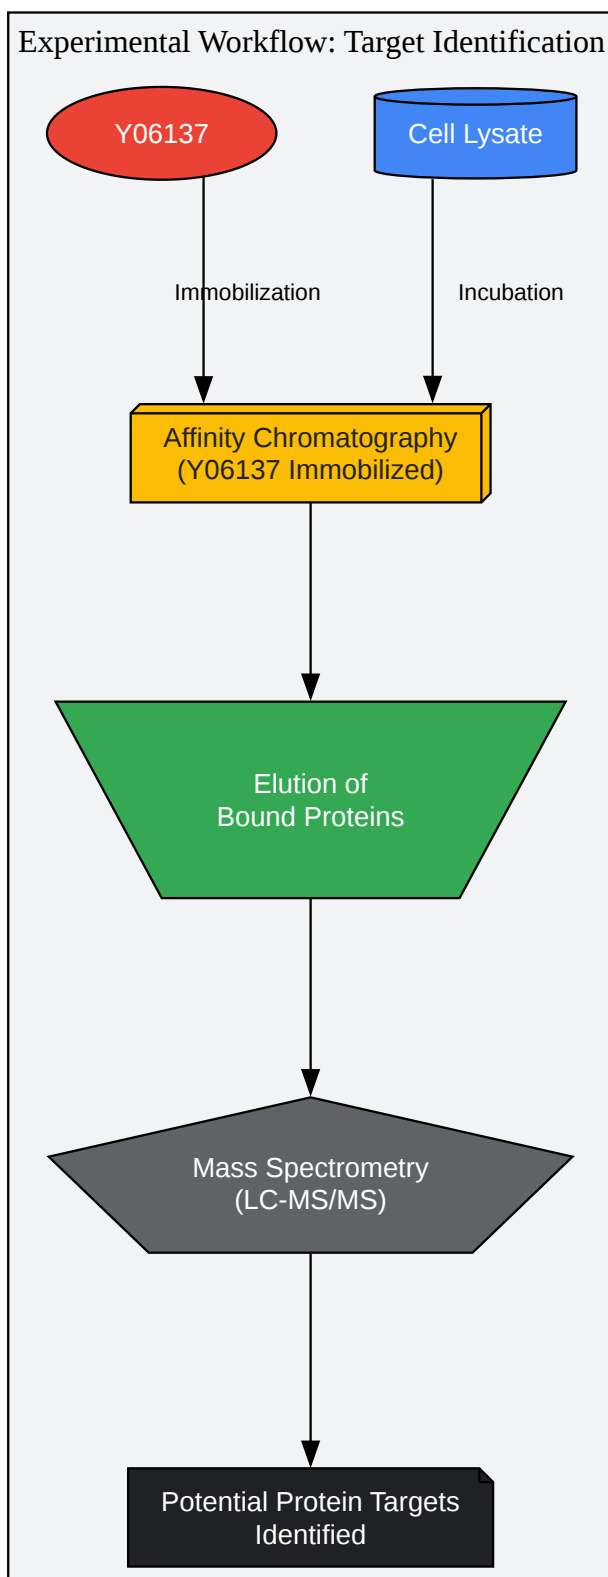 Experimental Workflow: Target Identification
Y06137
Cell Lysate
Immobilization
Incubation
Affinity Chromatography
(Y06137 Immobilized)
Elution of
Bound Proteins
Mass Spectrometry
(LC-MS/MS)
Potential Protein Targets
Identified